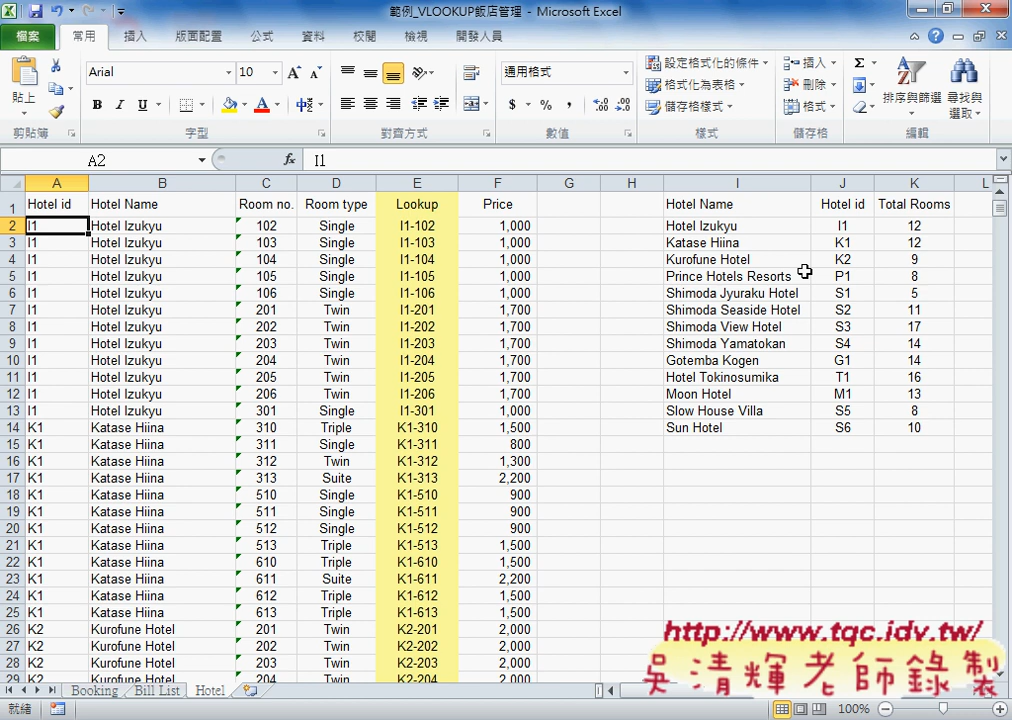 範例_VLOOKUP飯店管理 - Microsoft Excel
檔案 常用 插入 版面配置 公式 資料 校閱 檢視 開發人員
貼上 Arial 10 通用格式 設定格式化的條件 格式化為表格 儲存格樣式 插入 刪除 格式 排序與篩選 尋找與選取
剪貼簿 字型 對齊方式 數值 樣式 儲存格 編輯
A2 fx I1
A B C D E F G H I J K L
1 Hotel id Hotel Name Room no. Room type Lookup Price Hotel Name Hotel id Total Rooms
2 I1 Hotel Izukyu 102 Single I1-102 1,000 Hotel Izukyu I1 12
3 I1 Hotel Izukyu 103 Single I1-103 1,000 Katase Hiina K1 12
4 I1 Hotel Izukyu 104 Single I1-104 1,000 Kurofune Hotel K2 9
5 I1 Hotel Izukyu 105 Single I1-105 1,000 Prince Hotels Resorts P1 8
6 I1 Hotel Izukyu 106 Single I1-106 1,000 Shimoda Jyuraku Hotel S1 5
7 I1 Hotel Izukyu 201 Twin I1-201 1,700 Shimoda Seaside Hotel S2 11
8 I1 Hotel Izukyu 202 Twin I1-202 1,700 Shimoda View Hotel S3 17
9 I1 Hotel Izukyu 203 Twin I1-203 1,700 Shimoda Yamatokan S4 14
10 I1 Hotel Izukyu 204 Twin I1-204 1,700 Gotemba Kogen G1 14
11 I1 Hotel Izukyu 205 Twin I1-205 1,700 Hotel Tokinosumika T1 16
12 I1 Hotel Izukyu 206 Twin I1-206 1,700 Moon Hotel M1 13
13 I1 Hotel Izukyu 301 Single I1-301 1,000 Slow House Villa S5 8
14 K1 Katase Hiina 310 Triple K1-310 1,500 Sun Hotel S6 10
15 K1 Katase Hiina 311 Single K1-311 800
16 K1 Katase Hiina 312 Twin K1-312 1,300
17 K1 Katase Hiina 313 Suite K1-313 2,200
18 K1 Katase Hiina 510 Single K1-510 900
19 K1 Katase Hiina 511 Single K1-511 900
20 K1 Katase Hiina 512 Single K1-512 900
21 K1 Katase Hiina 513 Triple K1-513 1,500
22 K1 Katase Hiina 610 Triple K1-610 1,500
23 K1 Katase Hiina 611 Suite K1-611 2,200
24 K1 Katase Hiina 612 Triple K1-612 1,500
25 K1 Katase Hiina 613 Triple K1-613 1,500
26 K2 Kurofune Hotel 201 Twin K2-201 2,000
27 K2 Kurofune Hotel 202 Twin K2-202 2,000
28 K2 Kurofune Hotel 203 Twin K2-203 2,000
29 K2 Kurofune Hotel 204 Twin K2-204 2,000
http://www.tqc.idv.tw/
吳清輝老師錄製
Booking Bill List Hotel
就緒 100%